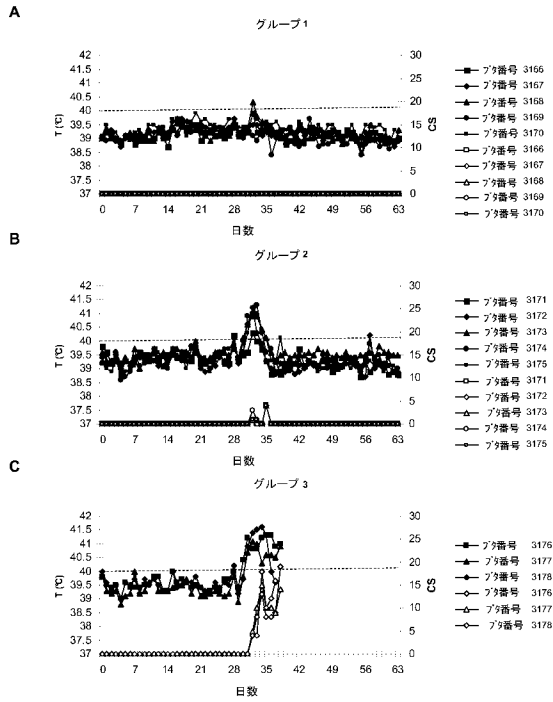 A
グループ 1
42
41.5
41
40.5
40
39.5
39
38.5
38
37.5
37
T (℃)
30
25
20
15
10
5
0
CS
0 7 14 21 28 35 42 49 56 63
日数
ブタ番号 3166
ブタ番号 3167
ブタ番号 3168
ブタ番号 3169
ブタ番号 3170
ブタ番号 3166
ブタ番号 3167
ブタ番号 3168
ブタ番号 3169
ブタ番号 3170
B
グループ 2
42
41.5
41
40.5
40
39.5
39
38.5
38
37.5
37
T (℃)
30
25
20
15
10
5
0
CS
0 7 14 21 28 35 42 49 56 63
日数
ブタ番号 3171
ブタ番号 3172
ブタ番号 3173
ブタ番号 3174
ブタ番号 3175
ブタ番号 3171
ブタ番号 3172
ブタ番号 3173
ブタ番号 3174
ブタ番号 3175
C
グループ 3
42
41.5
41
40.5
40
39.5
39
38.5
38
37.5
37
T (℃)
30
25
20
15
10
5
0
CS
0 7 14 21 28 35 42 49 56 63
日数
ブタ番号 3176
ブタ番号 3177
ブタ番号 3178
ブタ番号 3176
ブタ番号 3177
ブタ番号 3178